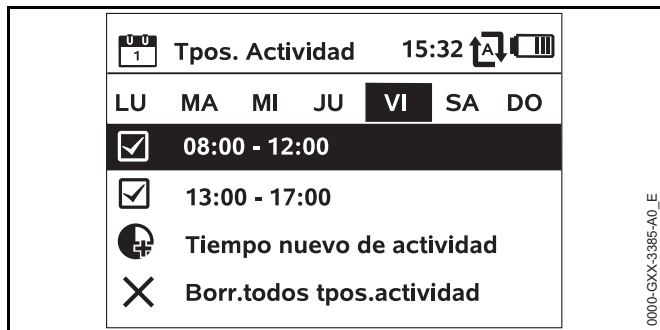 1 Tpos. Actividad 15:32 A
LU MA MI JU VI SA DO
08:00 - 12:00
13:00 - 17:00
Tiempo nuevo de actividad
Borr.todos tpos.actividad
0000-GXX-3385-A0_E